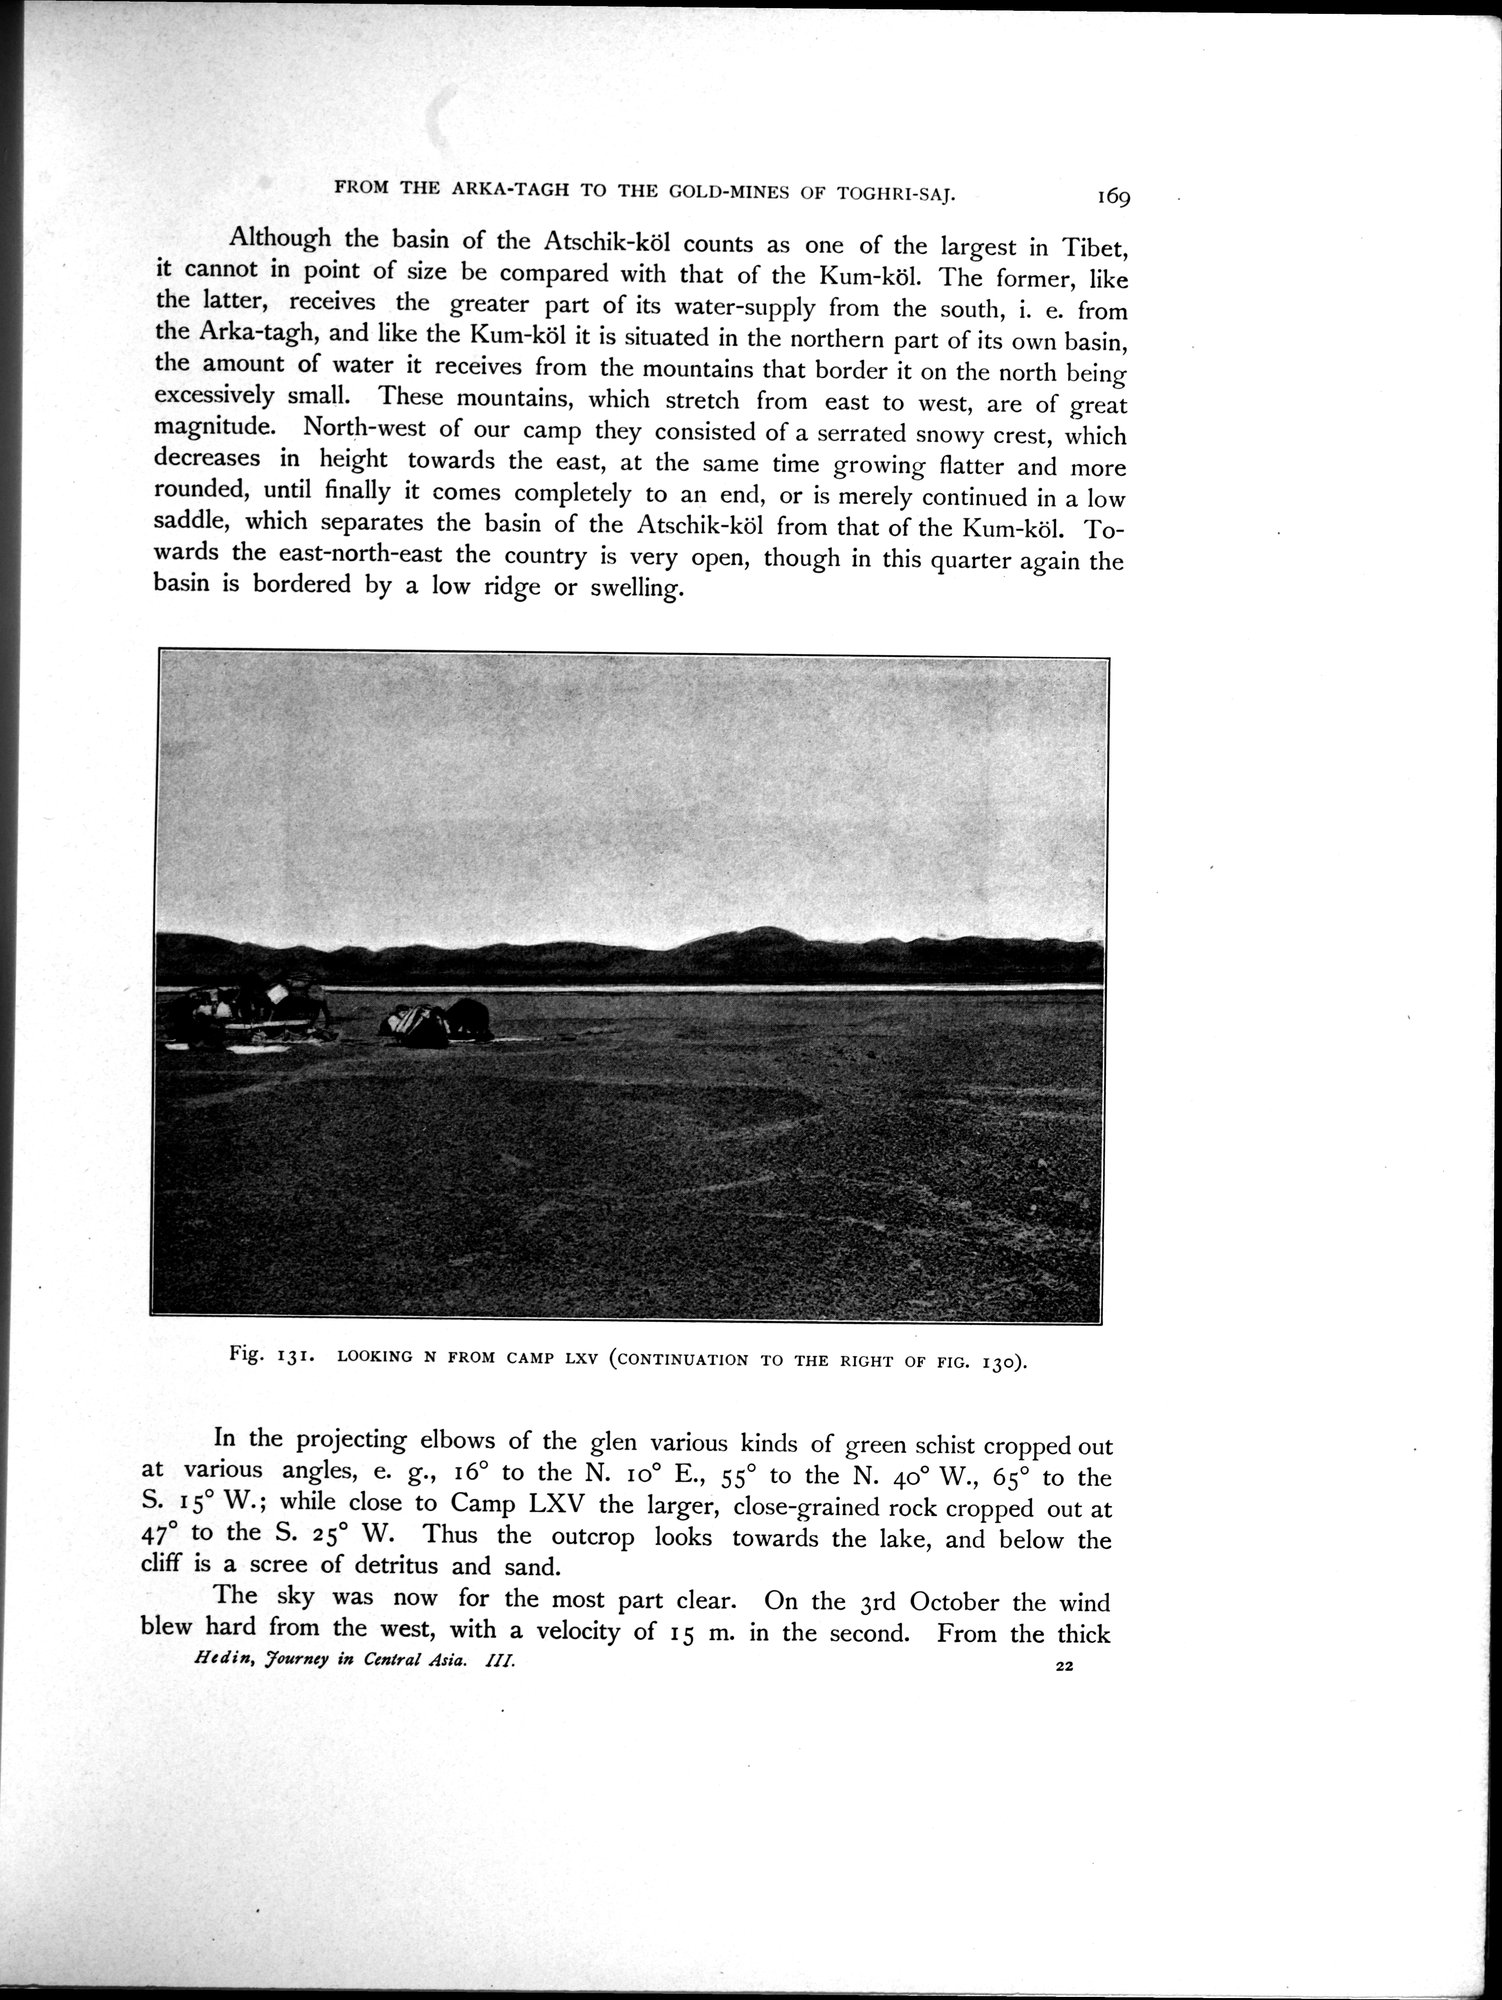 FROM THE ARKA-TAGH TO THE GOLD-MINES OF TOGHRI-SAJ. 169
Although the basin of the Atschik-köl counts as one of the largest in Tibet,
it cannot in point of size be compared with that of the Kum-köl. The former, like
the latter, receives the greater part of its water-supply from the south, i. e. from
the Arka-tagh, and like the Kum-köl it is situated in the northern part of its own basin,
the amount of water it receives from the mountains that border it on the north being
excessively small. These mountains, which stretch from east to west, are of great
magnitude. North-west of our camp they consisted of a serrated snowy crest, which
decreases in height towards the east, at the same time growing flatter and more
rounded, until finally it comes completely to an end, or is merely continued in a low
saddle, which separates the basin of the Atschik-köl from that of the Kum-köl. To-
wards the east-north-east the country is very open, though in this quarter again the
basin is bordered by a low ridge or swelling.
Fig. 131. LOOKING N FROM CAMP LXV (CONTINUATION TO THE RIGHT OF FIG. 130).
In the projecting elbows of the glen various kinds of green schist cropped out
at various angles, e. g., 16° to the N. 10° E., 55° to the N. 40° W., 65° to the
S. 15° W.; while close to Camp LXV the larger, close-grained rock cropped out at
47° to the S. 25° W. Thus the outcrop looks towards the lake, and below the
cliff is a scree of detritus and sand.
The sky was now for the most part clear. On the 3rd October the wind
blew hard from the west, with a velocity of 15 m. in the second. From the thick
Hedin, Journey in Central Asia. III. 22